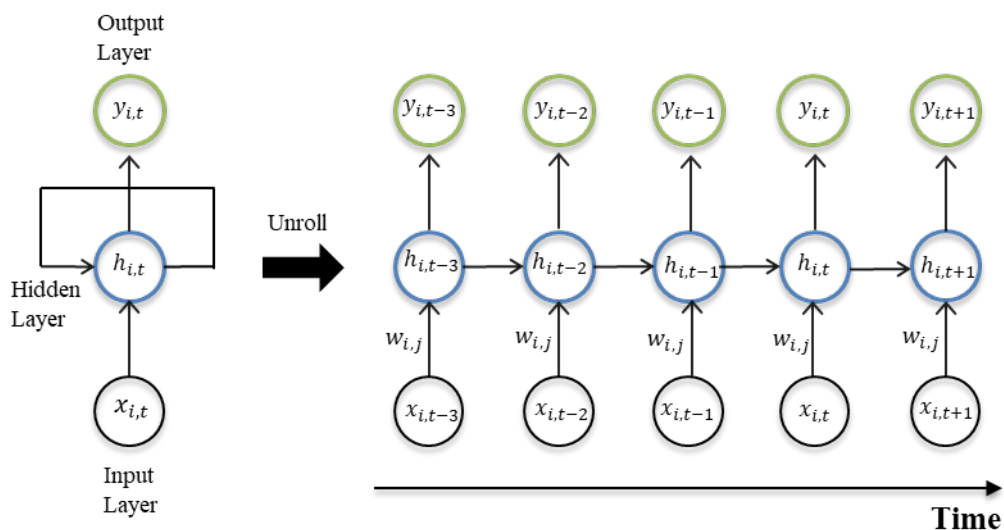 Output
Layer
y_{i,t}
h_{i,t}
Hidden
Layer
x_{i,t}
Input
Layer
Unroll
y_{i,t−3} y_{i,t−2} y_{i,t−1} y_{i,t} y_{i,t+1}
h_{i,t−3} h_{i,t−2} h_{i,t−1} h_{i,t} h_{i,t+1}
w_{i,j} w_{i,j} w_{i,j} w_{i,j} w_{i,j}
x_{i,t−3} x_{i,t−2} x_{i,t−1} x_{i,t} x_{i,t+1}
Time